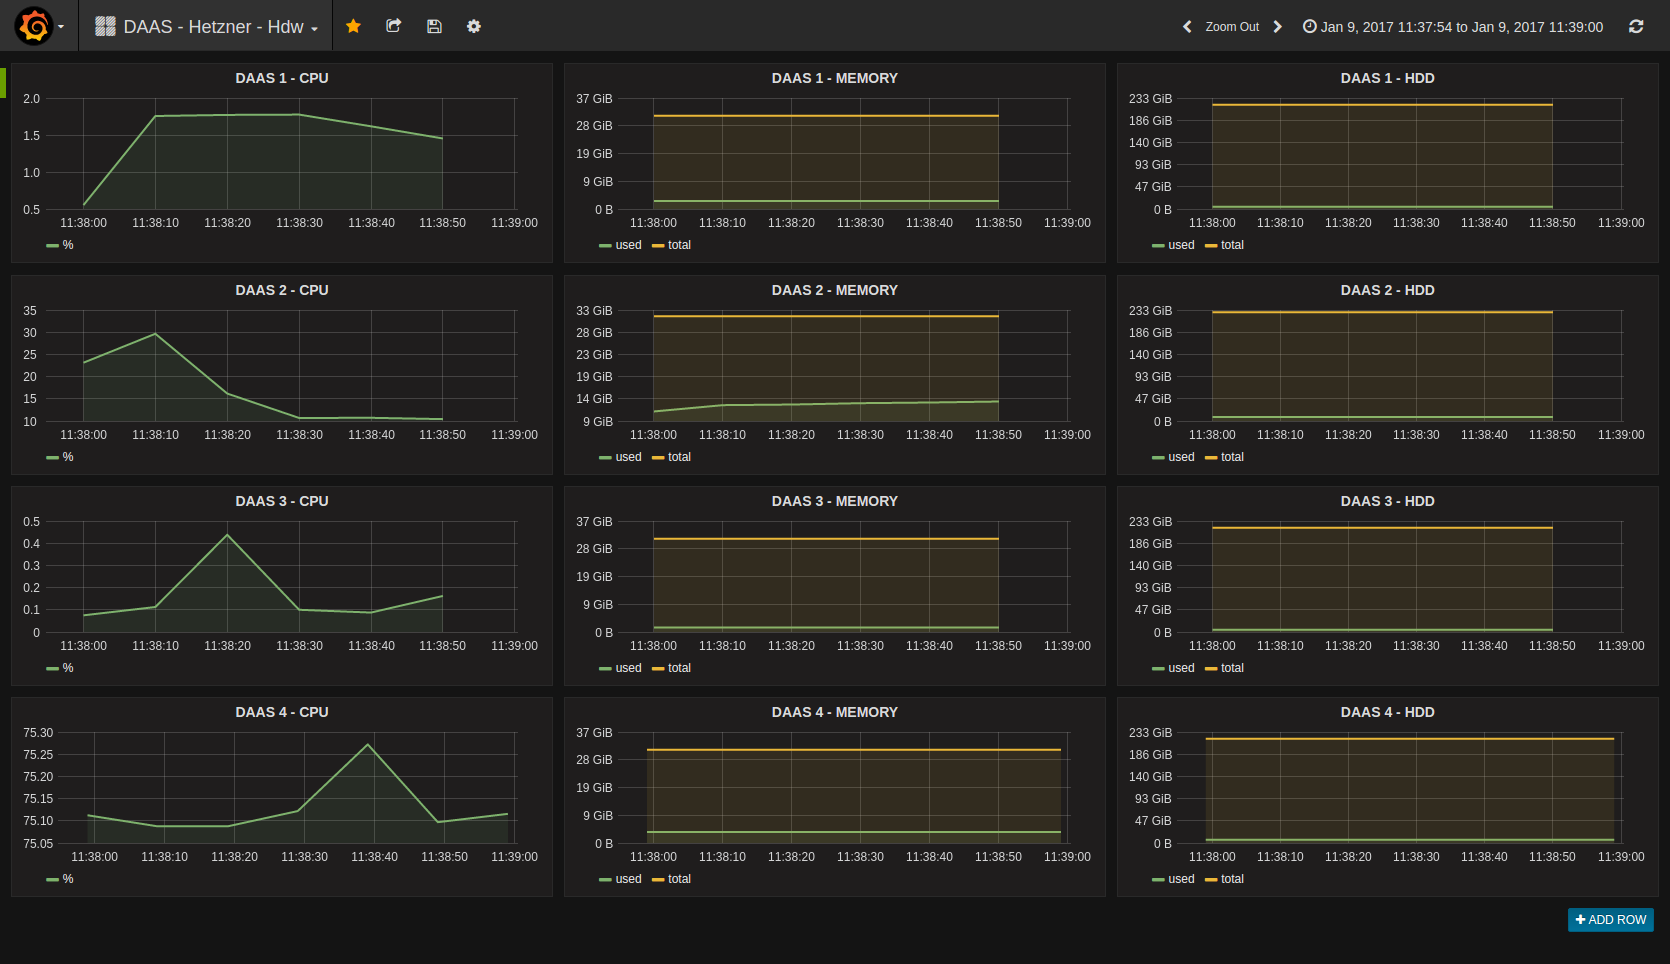 DAAS - Hetzner - Hdw
Zoom Out
Jan 9, 2017 11:37:54 to Jan 9, 2017 11:39:00
DAAS 1 - CPU
2.0
1.5
1.0
0.5
11:38:00 11:38:10 11:38:20 11:38:30 11:38:40 11:38:50 11:39:00
%
DAAS 1 - MEMORY
37 GiB
28 GiB
19 GiB
9 GiB
0 B
11:38:00 11:38:10 11:38:20 11:38:30 11:38:40 11:38:50 11:39:00
used total
DAAS 1 - HDD
233 GiB
186 GiB
140 GiB
93 GiB
47 GiB
0 B
11:38:00 11:38:10 11:38:20 11:38:30 11:38:40 11:38:50 11:39:00
used total
DAAS 2 - CPU
35
30
25
20
15
10
11:38:00 11:38:10 11:38:20 11:38:30 11:38:40 11:38:50 11:39:00
%
DAAS 2 - MEMORY
33 GiB
28 GiB
23 GiB
19 GiB
14 GiB
9 GiB
11:38:00 11:38:10 11:38:20 11:38:30 11:38:40 11:38:50 11:39:00
used total
DAAS 2 - HDD
233 GiB
186 GiB
140 GiB
93 GiB
47 GiB
0 B
11:38:00 11:38:10 11:38:20 11:38:30 11:38:40 11:38:50 11:39:00
used total
DAAS 3 - CPU
0.5
0.4
0.3
0.2
0.1
0
11:38:00 11:38:10 11:38:20 11:38:30 11:38:40 11:38:50 11:39:00
%
DAAS 3 - MEMORY
37 GiB
28 GiB
19 GiB
9 GiB
0 B
11:38:00 11:38:10 11:38:20 11:38:30 11:38:40 11:38:50 11:39:00
used total
DAAS 3 - HDD
233 GiB
186 GiB
140 GiB
93 GiB
47 GiB
0 B
11:38:00 11:38:10 11:38:20 11:38:30 11:38:40 11:38:50 11:39:00
used total
DAAS 4 - CPU
75.30
75.25
75.20
75.15
75.10
75.05
11:38:00 11:38:10 11:38:20 11:38:30 11:38:40 11:38:50 11:39:00
%
DAAS 4 - MEMORY
37 GiB
28 GiB
19 GiB
9 GiB
0 B
11:38:00 11:38:10 11:38:20 11:38:30 11:38:40 11:38:50 11:39:00
used total
DAAS 4 - HDD
233 GiB
186 GiB
140 GiB
93 GiB
47 GiB
0 B
11:38:00 11:38:10 11:38:20 11:38:30 11:38:40 11:38:50 11:39:00
used total
ADD ROW